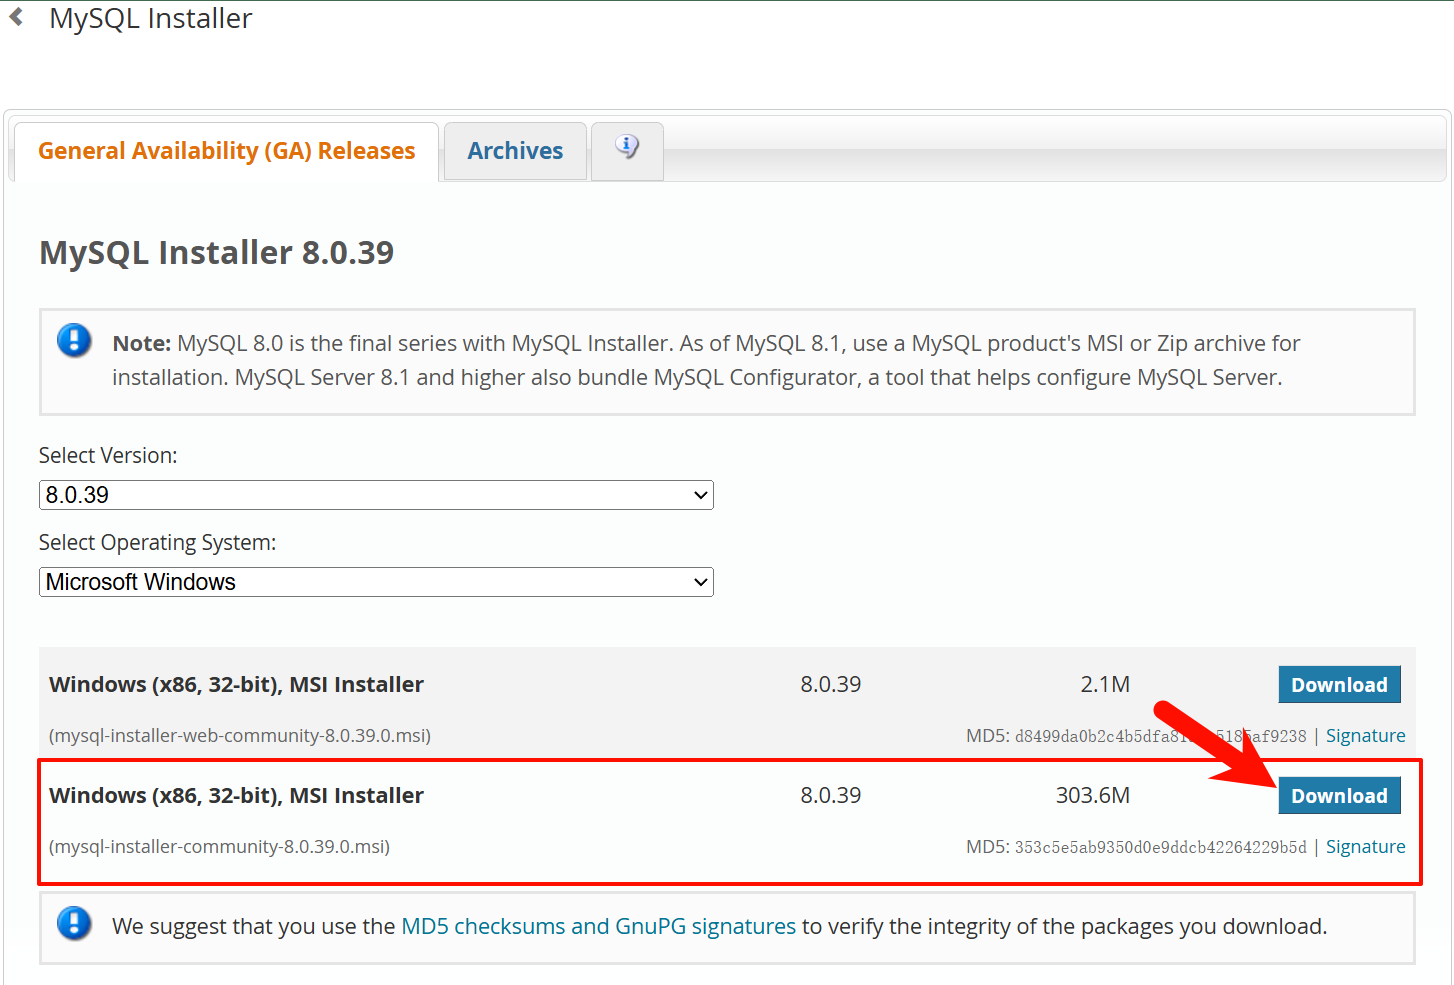 MySQL Installer
General Availability (GA) Releases
Archives
MySQL Installer 8.0.39
Note: MySQL 8.0 is the final series with MySQL Installer. As of MySQL 8.1, use a MySQL product's MSI or Zip archive for
installation. MySQL Server 8.1 and higher also bundle MySQL Configurator, a tool that helps configure MySQL Server.
Select Version:
8.0.39
Select Operating System:
Microsoft Windows
Windows (x86, 32-bit), MSI Installer 8.0.39 2.1M Download
(mysql-installer-web-community-8.0.39.0.msi) MD5: | Signature
Windows (x86, 32-bit), MSI Installer 8.0.39 303.6M Download
(mysql-installer-community-8.0.39.0.msi) MD5: 353c5e5ab9350d0e9ddcb42264229b5d | Signature
We suggest that you use the MD5 checksums and GnuPG signatures to verify the integrity of the packages you download.